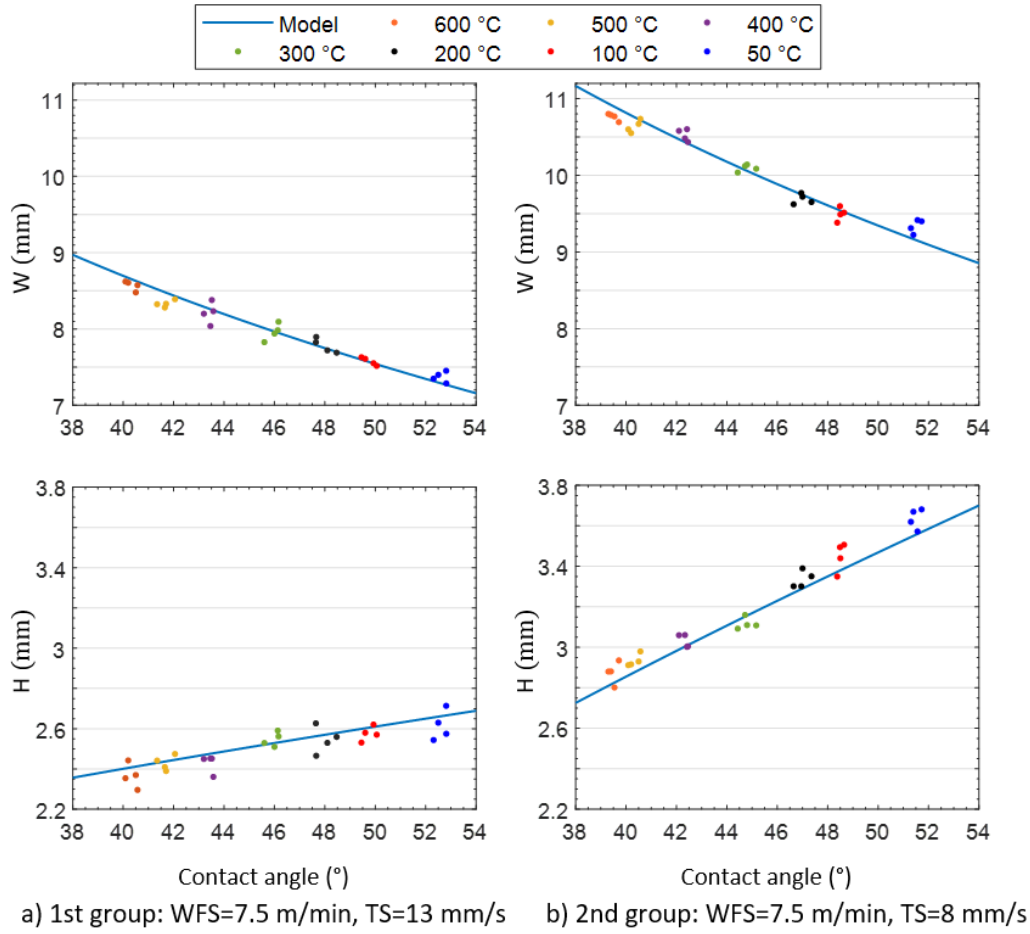 Model 600 °C 500 °C 400 °C
300 °C 200 °C 100 °C 50 °C
11
10
9
8
7
W (mm)
38 40 42 44 46 48 50 52 54
11
10
9
8
7
W (mm)
38 40 42 44 46 48 50 52 54
3.8
3.4
3
2.6
2.2
H (mm)
38 40 42 44 46 48 50 52 54
Contact angle (°)
3.8
3.4
3
2.6
2.2
H (mm)
38 40 42 44 46 48 50 52 54
Contact angle (°)
a) 1st group: WFS=7.5 m/min, TS=13 mm/s
b) 2nd group: WFS=7.5 m/min, TS=8 mm/s